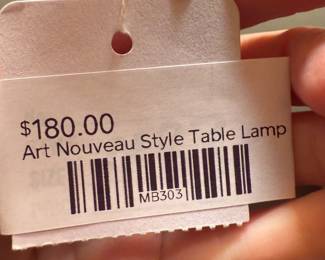 $180.00
Art Nouveau Style Table Lamp
MB303